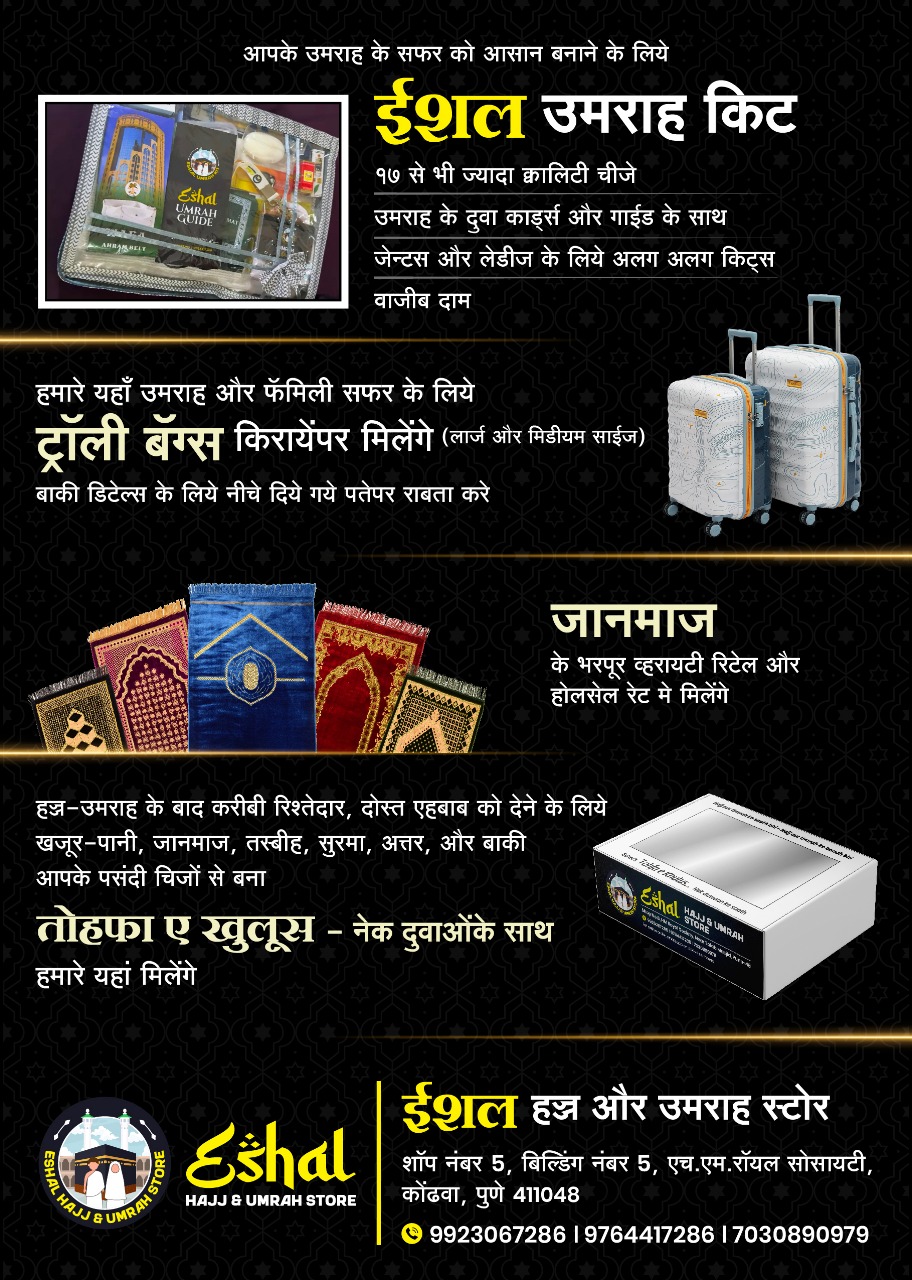 आपके उमराह के सफर को आसान बनाने के लिये
ईशल उमराह किट
१७ से भी ज्यादा क्वालिटी चीजे
उमराह के दुवा कार्ड्स और गाईड के साथ
जेन्टस और लेडीज के लिये अलग अलग किट्स
वाजीब दाम
Eshal
UMRAH
GUIDE
हमारे यहाँ उमराह और फॅमिली सफर के लिये
ट्रॉली बॅग्स किरायेंपर मिलेंगे (लार्ज और मिडीयम साईज)
बाकी डिटेल्स के लिये नीचे दिये गये पतेपर राबता करे
जानमाज
के भरपूर व्हरायटी रिटेल और
होलसेल रेट मे मिलेंगे
हज्ज-उमराह के बाद करीबी रिश्तेदार, दोस्त एहबाब को देने के लिये
खजूर-पानी, जानमाज, तस्बीह, सुरमा, अत्तर, और बाकी
आपके पसंदी चिजों से बना
तोहफा ए खुलूस - नेक दुवाओंके साथ
हमारे यहां मिलेंगे
Eshal HAJJ & UMRAH
STORE
ESHAL HAJJ & UMRAH STORE
Eshal
HAJJ & UMRAH STORE
ईशल हज्ज और उमराह स्टोर
शॉप नंबर 5, बिल्डिंग नंबर 5, एच.एम.रॉयल सोसायटी,
कोंढवा, पुणे 411048
9923067286 | 9764417286 | 7030890979